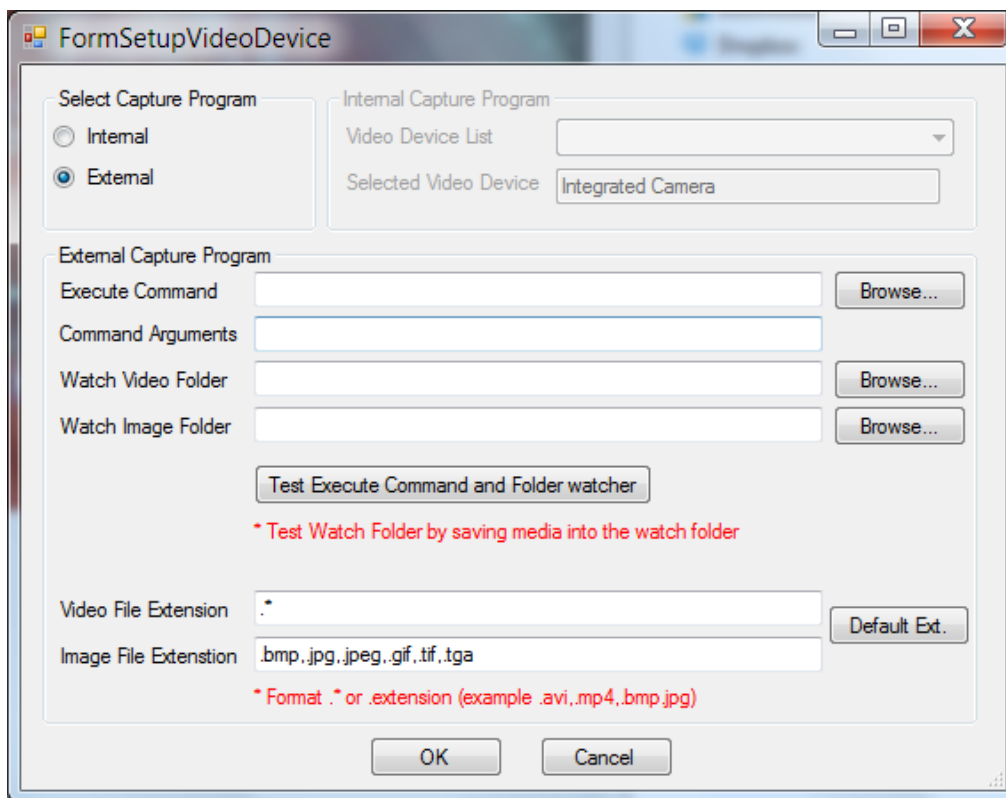 FormSetupVideoDevice
Select Capture Program
Internal
External
Internal Capture Program
Video Device List
Selected Video Device Integrated Camera
External Capture Program
Execute Command Browse...
Command Arguments
Watch Video Folder Browse...
Watch Image Folder Browse...
Test Execute Command and Folder watcher
* Test Watch Folder by saving media into the watch folder
Video File Extension .*
Default Ext.
Image File Extenstion .bmp,.jpg,.jpeg,.gif,.tif,.tga
* Format .* or .extension (example .avi,.mp4,.bmp.jpg)
OK Cancel